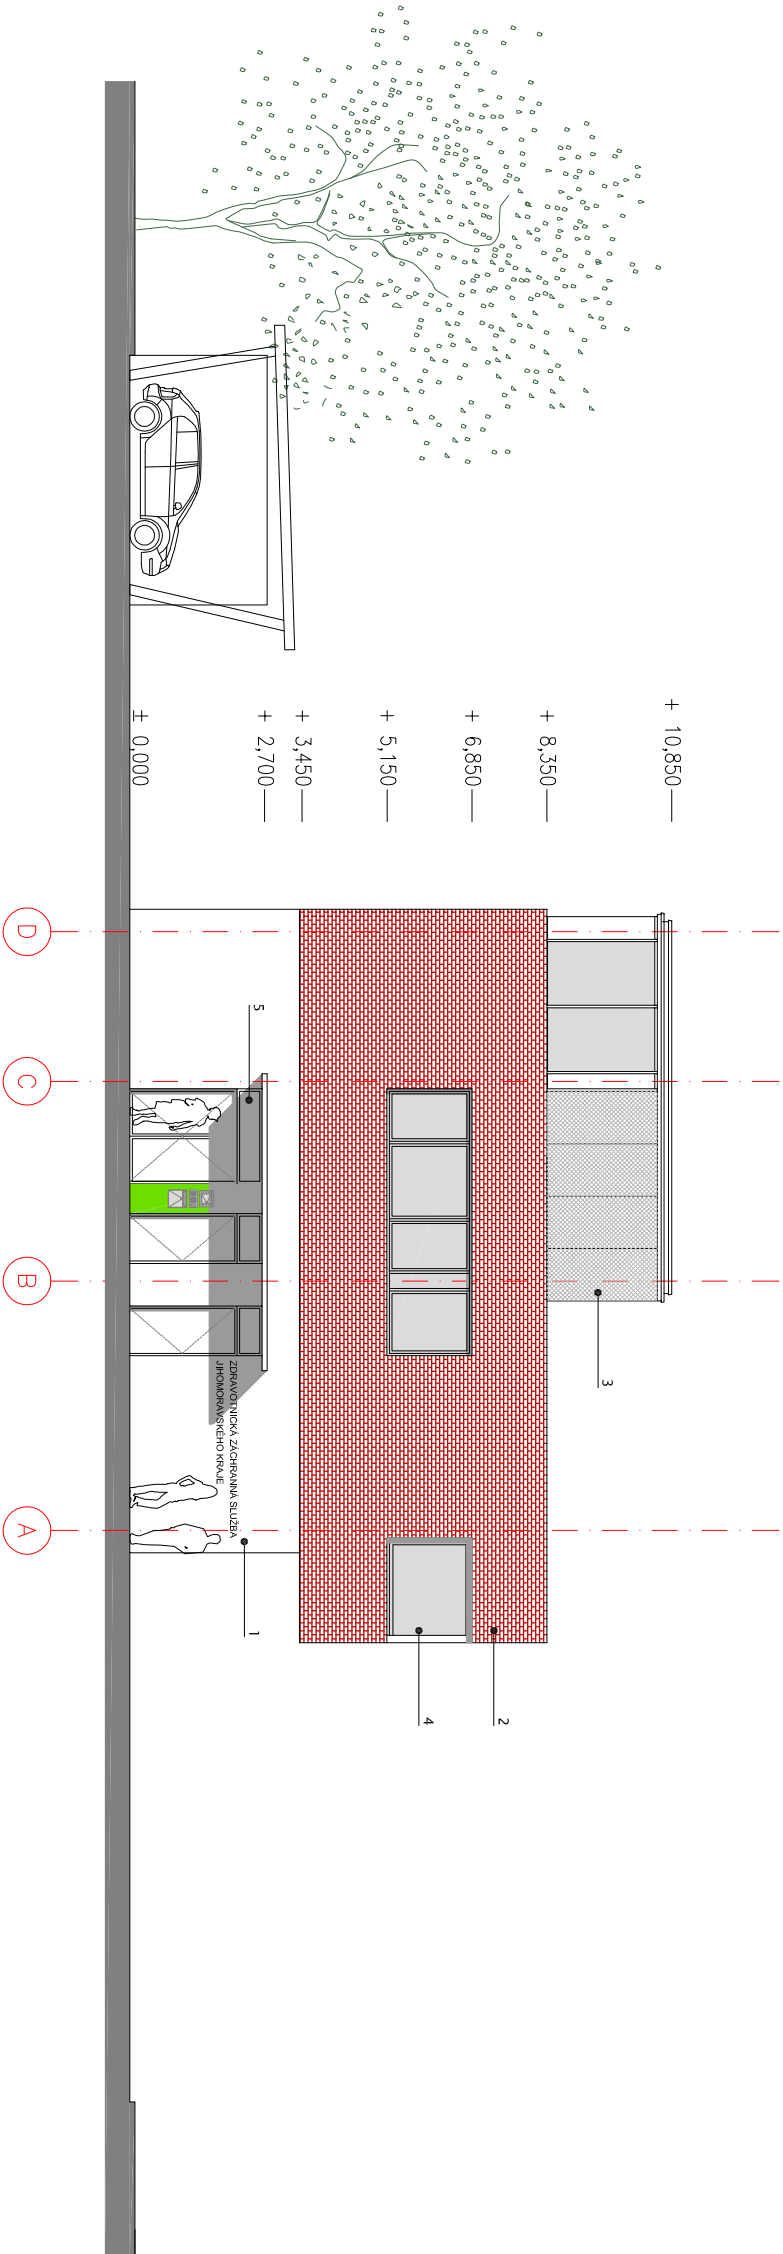 + 10,850
+ 8,350
+ 6,850
+ 5,150
+ 3,450
+ 2,700
± 0,000
3
2
4
5
1
ZDRAVOTNICKÁ ZÁCHRANNÁ SLUŽBA
JIHOMORAVSKÉHO KRAJE
D
C
B
A